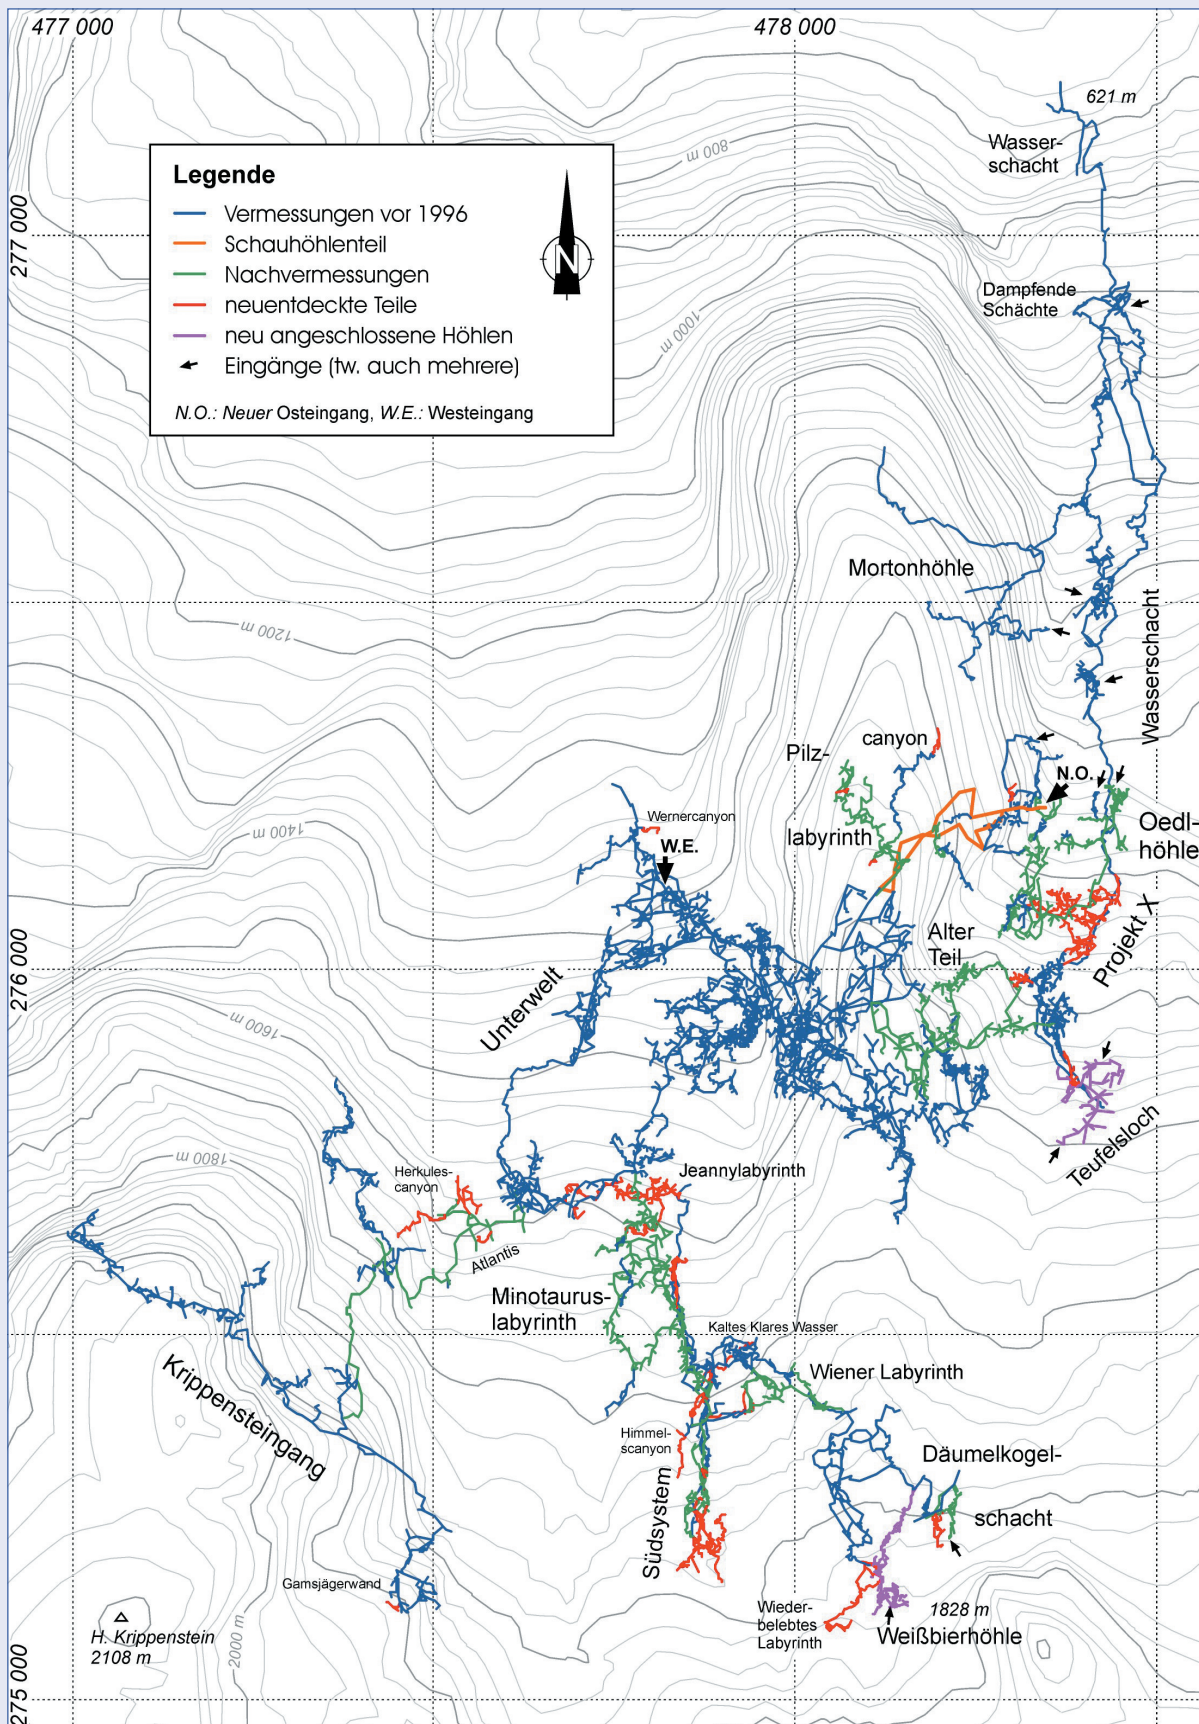 477 000
478 000
621 m
Wasser-
schacht
800 m
Legende
Vermessungen vor 1996
Schauhöhlenteil
Nachvermessungen
neuentdeckte Teile
neu angeschlossene Höhlen
Eingänge (tw. auch mehrere)
N.O.: Neuer Osteingang, W.E.: Westeingang
N
277 000
Dampfende
Schächte
1000 m
Mortonhöhle
1200 m
Wasserschacht
Pilz-
canyon
labyrinth
N.O.
Oedl-
höhle
Wernercanyon
W.E.
1400 m
Alter
Teil
Projekt X
276 000
Unterwelt
1600 m
Teufelsloch
1800 m
Herkules-
canyon
Jeannylabyrinth
Atlantis
Minotaurus-
labyrinth
Kaltes Klares Wasser
Wiener Labyrinth
Krippensteingang
Himmel-
scanyon
Südsystem
Däumelkogel-
schacht
Gamsjägerwand
Wieder-
belebtes
Labyrinth
1828 m
Weißbierhöhle
H. Krippenstein
2108 m
2000 m
275 000